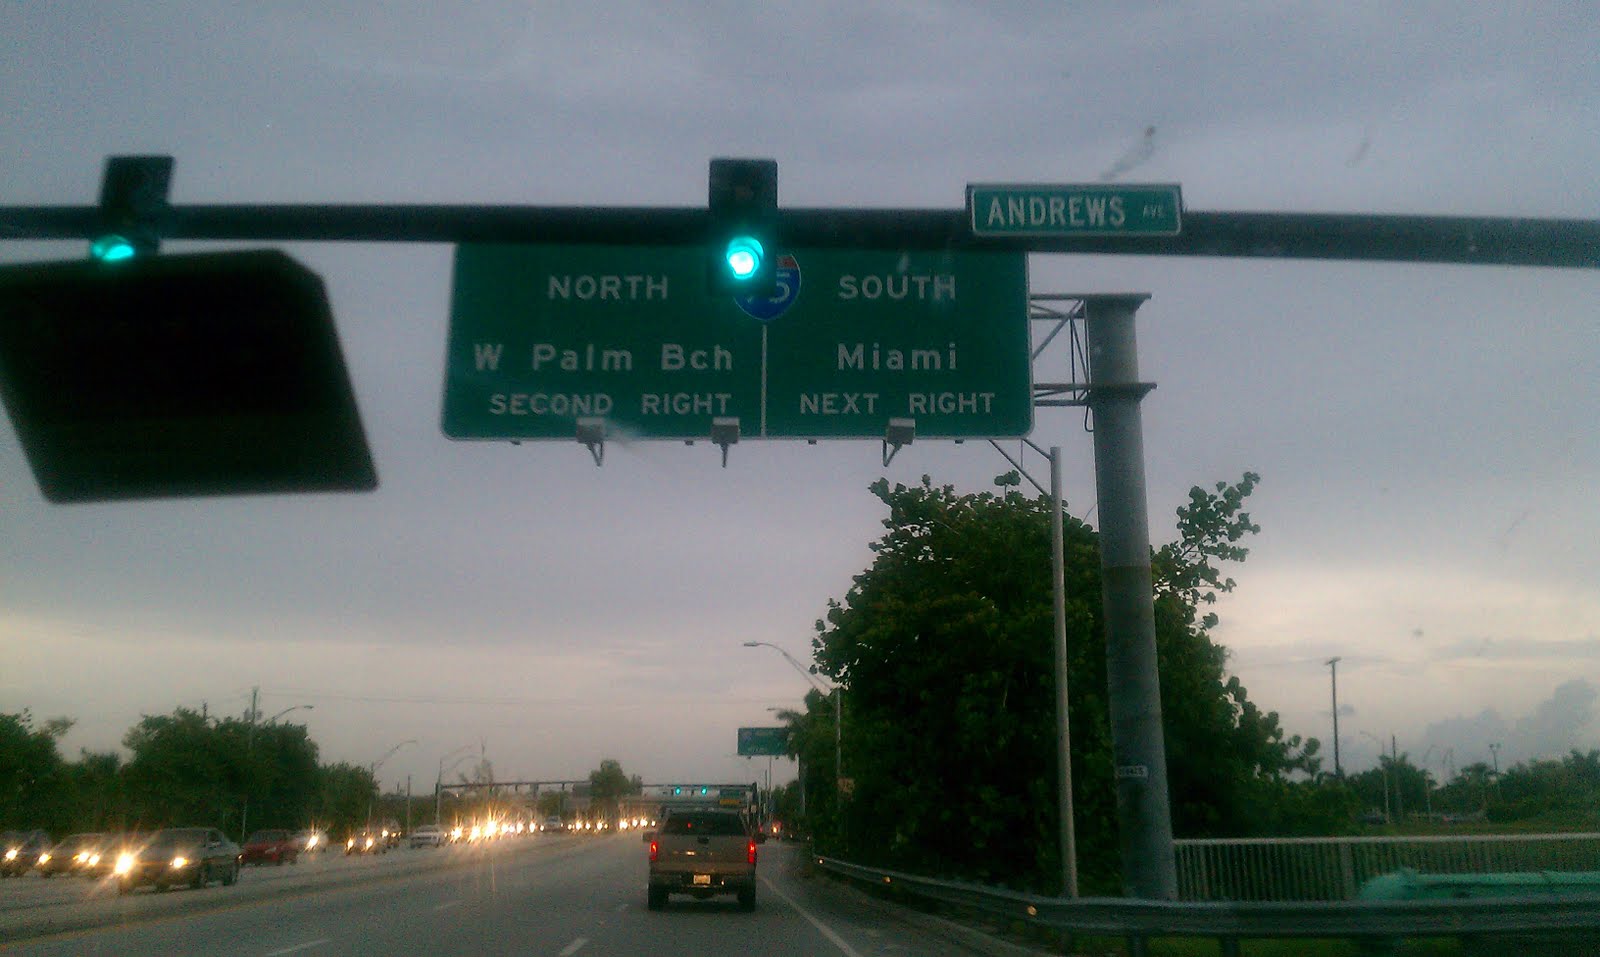 ANDREWS AVE
NORTH
SOUTH
W Palm Bch
Miami
SECOND RIGHT
NEXT RIGHT